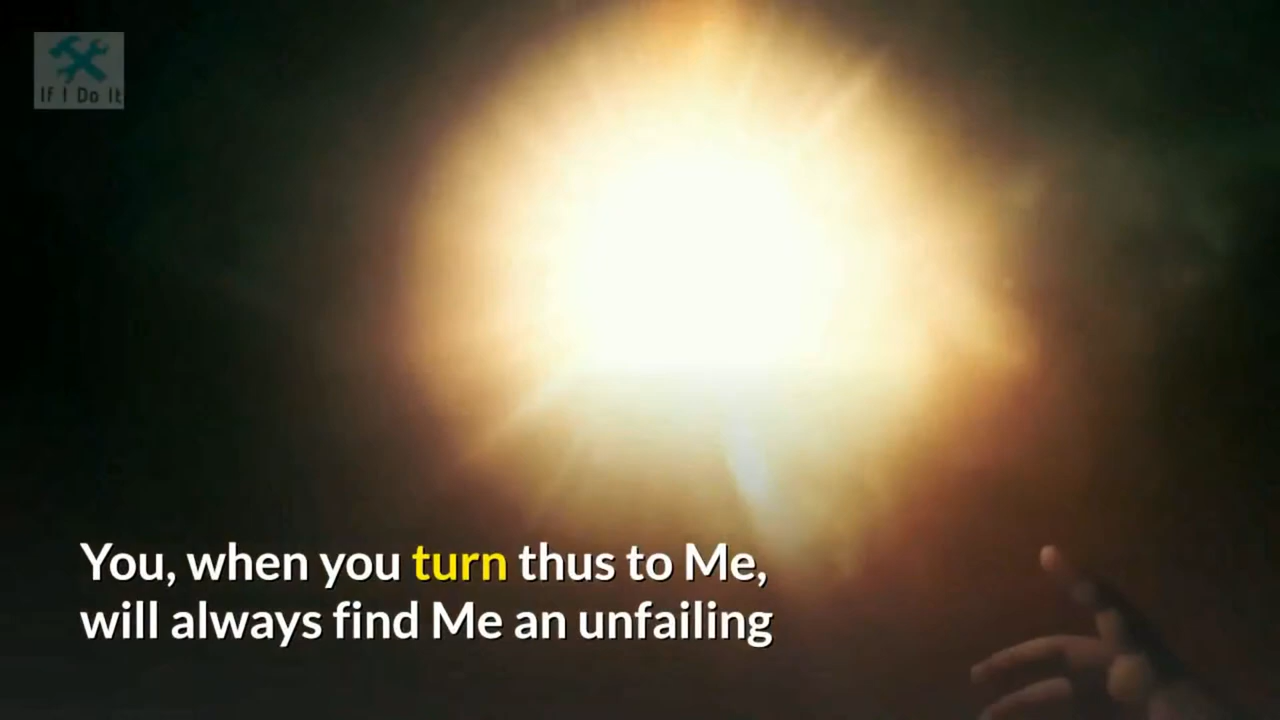 If I Do It
You, when you turn thus to Me,
will always find Me an unfailing